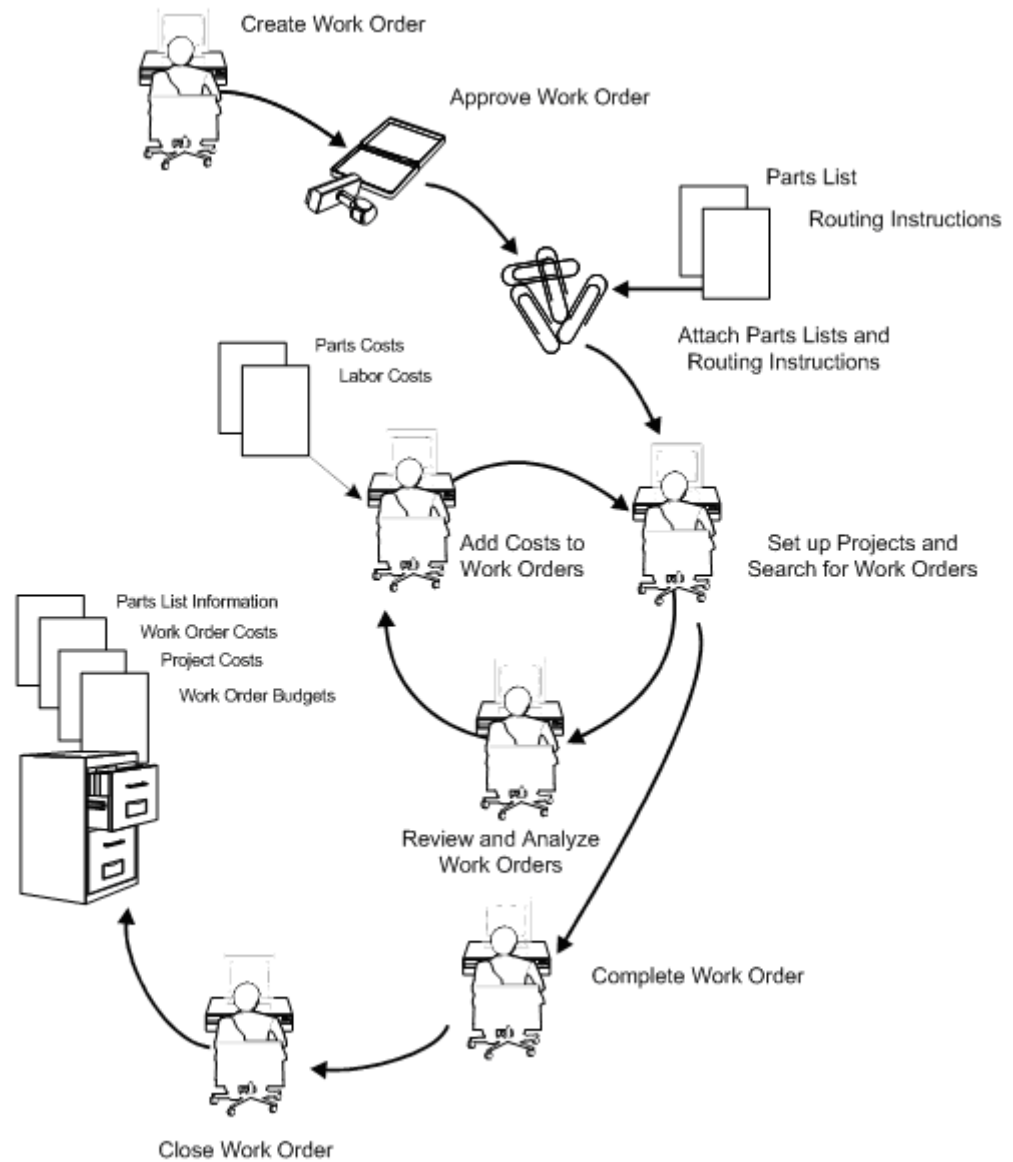 Create Work Order
Approve Work Order
Parts List
Routing Instructions
Attach Parts Lists and
Routing Instructions
Parts Costs
Labor Costs
Add Costs to
Work Orders
Set up Projects and
Search for Work Orders
Parts List Information
Work Order Costs
Project Costs
Work Order Budgets
Review and Analyze
Work Orders
Complete Work Order
Close Work Order